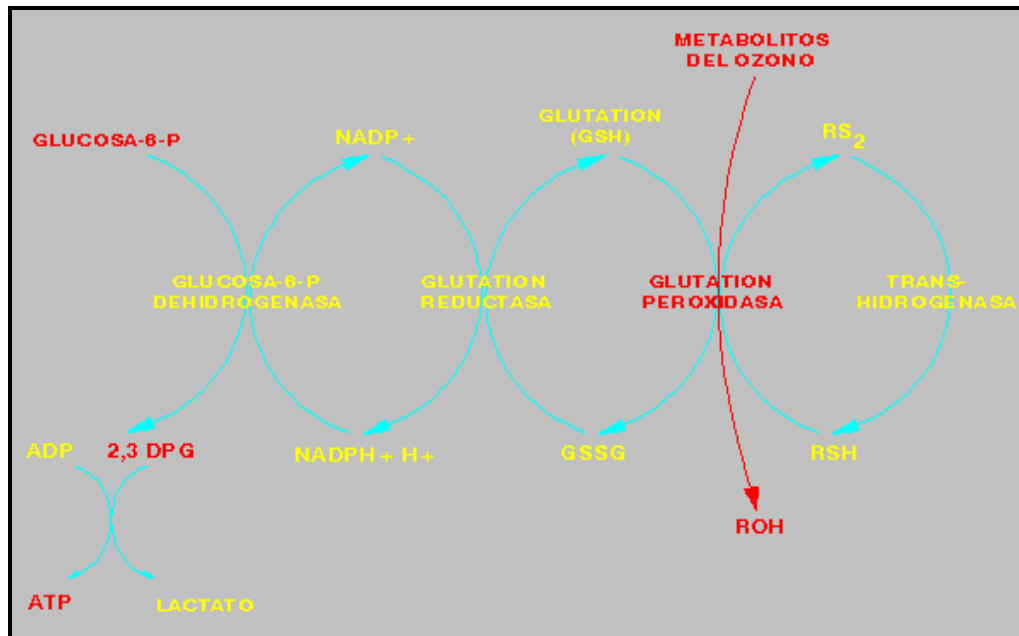 METABOLITOS
DEL OZONO
GLUCOSA-6-P
NADP+
GLUTATION
(GSH)
RS2
GLUCOSA-6-P
DEHIDROGENASA
GLUTATION
REDUCTASA
GLUTATION
PEROXIDASA
TRANS-
HIDROGENASA
ADP
2,3 DPG
NADPH+ H+
GSSG
RSH
ROH
ATP
LACTATO